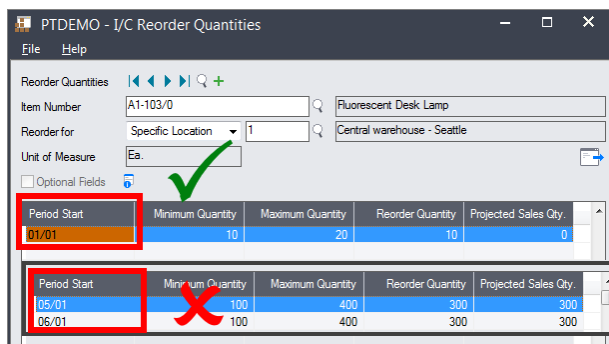 PTDEMO - I/C Reorder Quantities
File Help
Reorder Quantities
Item Number A1-103/0 Fluorescent Desk Lamp
Reorder for Specific Location 1 Central warehouse - Seattle
Unit of Measure Ea.
Optional Fields
Period Start Minimum Quantity Maximum Quantity Reorder Quantity Projected Sales Qty.
01/01 10 20 10 0
Period Start Minimum Quantity Maximum Quantity Reorder Quantity Projected Sales Qty.
05/01 100 400 300 300
06/01 100 400 300 300